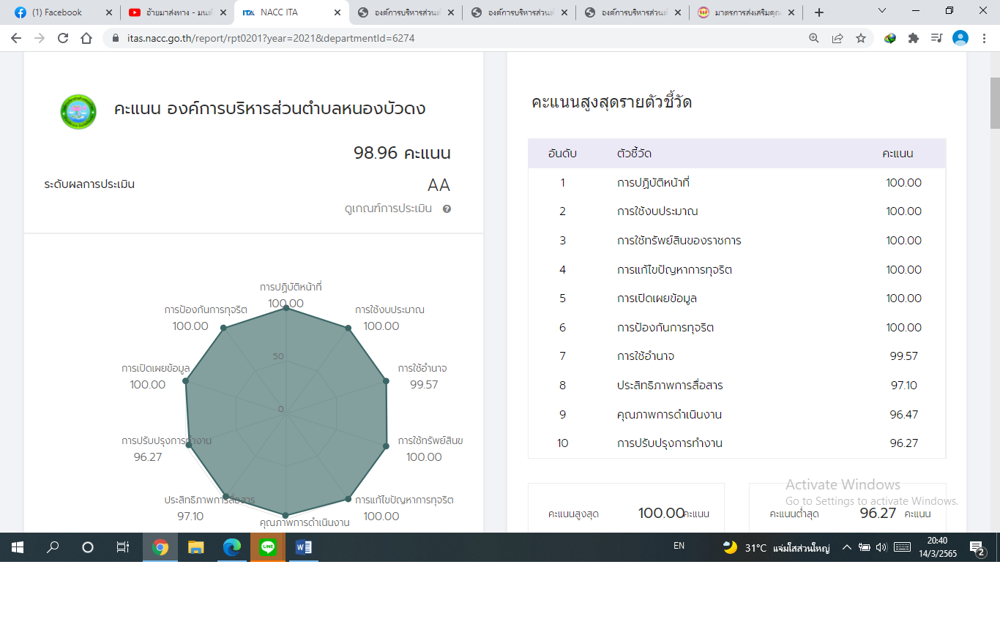 (1) Facebook
อ้ายมาส่งทาง - มนต์
NACC ITA
องค์การบริหารส่วนตํ
องค์การบริหารส่วนตํ
องค์การบริหารส่วนตํ
มาตรการส่งเสริมคุณ
itas.nacc.go.th/report/rpt0201?year=2021&departmentId=6274
คะแนน องค์การบริหารส่วนตำบลหนองบัวดง
98.96 คะแนน
ระดับผลการประเมิน
AA
ดูเกณฑ์การประเมิน
การปฏิบัติหน้าที่
100.00
การป้องกันการทุจริต
100.00
การใช้งบประมาณ
100.00
50
การเปิดเผยข้อมูล
100.00
การใช้อำนาจ
99.57
0
การปรับปรุงการทำงาน
96.27
การใช้ทรัพย์สินข
100.00
ประสิทธิภาพการสื่อสาร
97.10
การแก้ไขปัญหาการทุจริต
100.00
คุณภาพการดำเนินงาน
คะแนนสูงสุดรายตัวชี้วัด
อันดับ ตัวชี้วัด คะแนน
1 การปฏิบัติหน้าที่ 100.00
2 การใช้งบประมาณ 100.00
3 การใช้ทรัพย์สินของราชการ 100.00
4 การแก้ไขปัญหาการทุจริต 100.00
5 การเปิดเผยข้อมูล 100.00
6 การป้องกันการทุจริต 100.00
7 การใช้อำนาจ 99.57
8 ประสิทธิภาพการสื่อสาร 97.10
9 คุณภาพการดำเนินงาน 96.47
10 การปรับปรุงการทำงาน 96.27
คะแนนสูงสุด 100.00 คะแนน
คะแนนต่ำสุด 96.27 คะแนน
Activate Windows
Go to Settings to activate Windows.
LINE
EN
31°C แจ่มใสส่วนใหญ่
20:40
14/3/2565
2